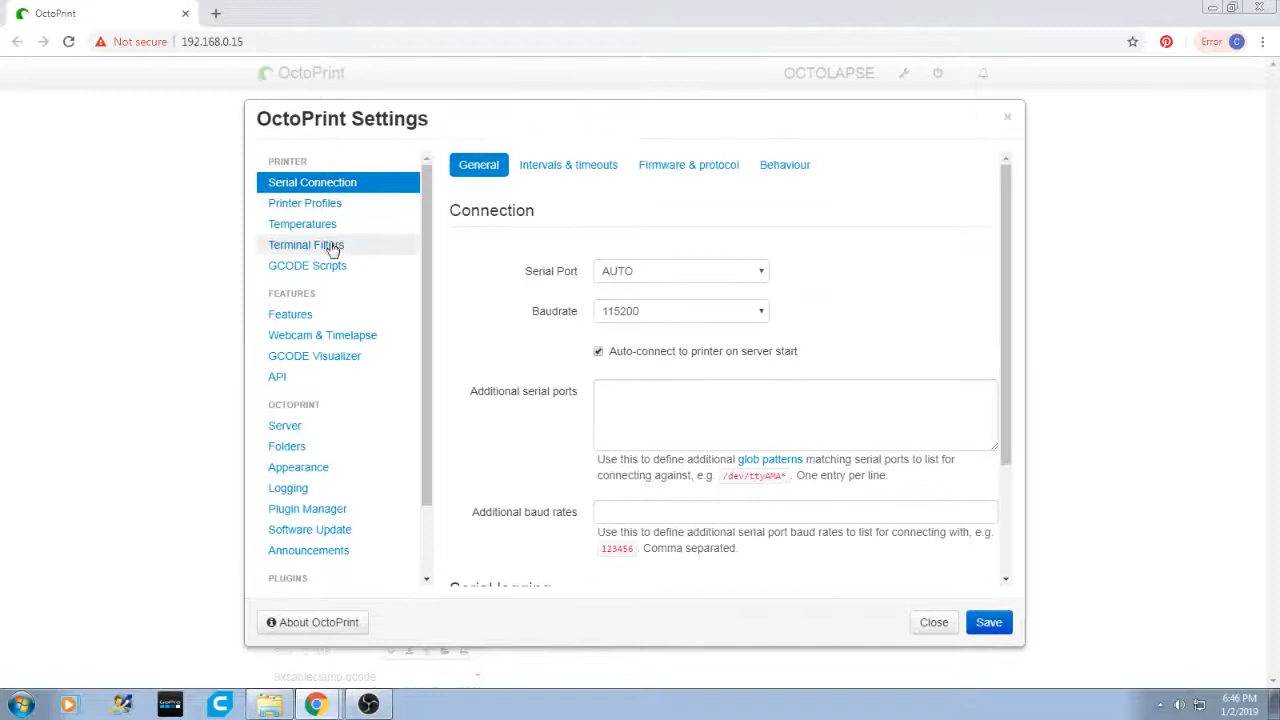 OctoPrint
Not secure 192.168.0.15
Error C
OctoPrint
OCTOLAPSE
OctoPrint Settings
PRINTER
Serial Connection
Printer Profiles
Temperatures
Terminal Filters
GCODE Scripts
FEATURES
Features
Webcam & Timelapse
GCODE Visualizer
API
OCTOPRINT
Server
Folders
Appearance
Logging
Plugin Manager
Software Update
Announcements
PLUGINS
General
Intervals & timeouts
Firmware & protocol
Behaviour
Connection
Serial Port
AUTO
Baudrate
115200
Auto-connect to printer on server start
Additional serial ports
Use this to define additional glob patterns matching serial ports to list for
connecting against, e.g. /dev/ttyAMA* . One entry per line.
Additional baud rates
Use this to define additional serial port baud rates to list for connecting with, e.g.
123456 . Comma separated.
Serial logging
About OctoPrint
Close
Save
9xcableclamp.gcode
GoPro
6:46 PM
1/2/2019